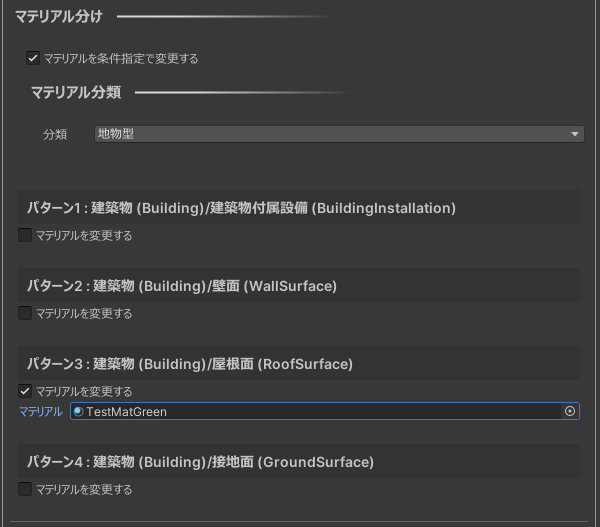 マテリアル分け
マテリアルを条件指定で変更する
マテリアル分類
分類 地物型
パターン1 : 建築物 (Building)/建築物付属設備 (BuildingInstallation)
マテリアルを変更する
パターン2 : 建築物 (Building)/壁面 (WallSurface)
マテリアルを変更する
パターン3 : 建築物 (Building)/屋根面 (RoofSurface)
マテリアルを変更する
マテリアル TestMatGreen
パターン4 : 建築物 (Building)/接地面 (GroundSurface)
マテリアルを変更する